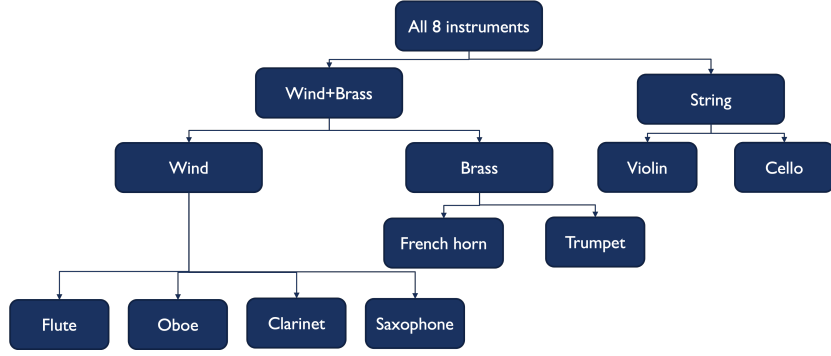 All 8 instruments
Wind+Brass
String
Wind
Brass
Violin
Cello
French horn
Trumpet
Flute
Oboe
Clarinet
Saxophone